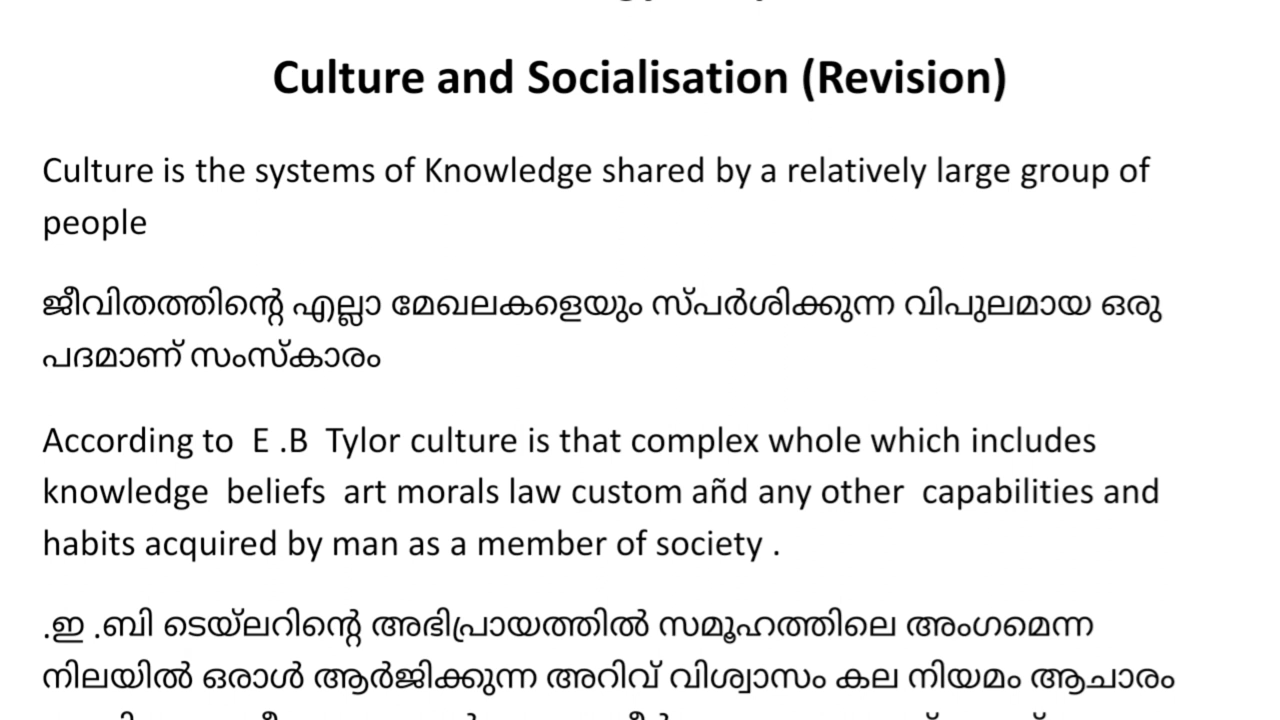 Culture and Socialisation (Revision)
Culture is the systems of Knowledge shared by a relatively large group of
people
ജീവിതത്തിന്റെ എല്ലാ മേഖലകളെയും സ്പർശിക്കുന്ന വിപുലമായ ഒരു
പദമാണ് സംസ്കാരം
According to  E .B  Tylor culture is that complex whole which includes
knowledge  beliefs  art morals law custom añd any other  capabilities and
habits acquired by man as a member of society .
.ഇ .ബി ടെയ്ലറിന്റെ അഭിപ്രായത്തിൽ സമൂഹത്തിലെ അംഗമെന്ന
നിലയിൽ ഒരാൾ ആർജിക്കുന്ന അറിവ് വിശ്വാസം കല നിയമം ആചാരം